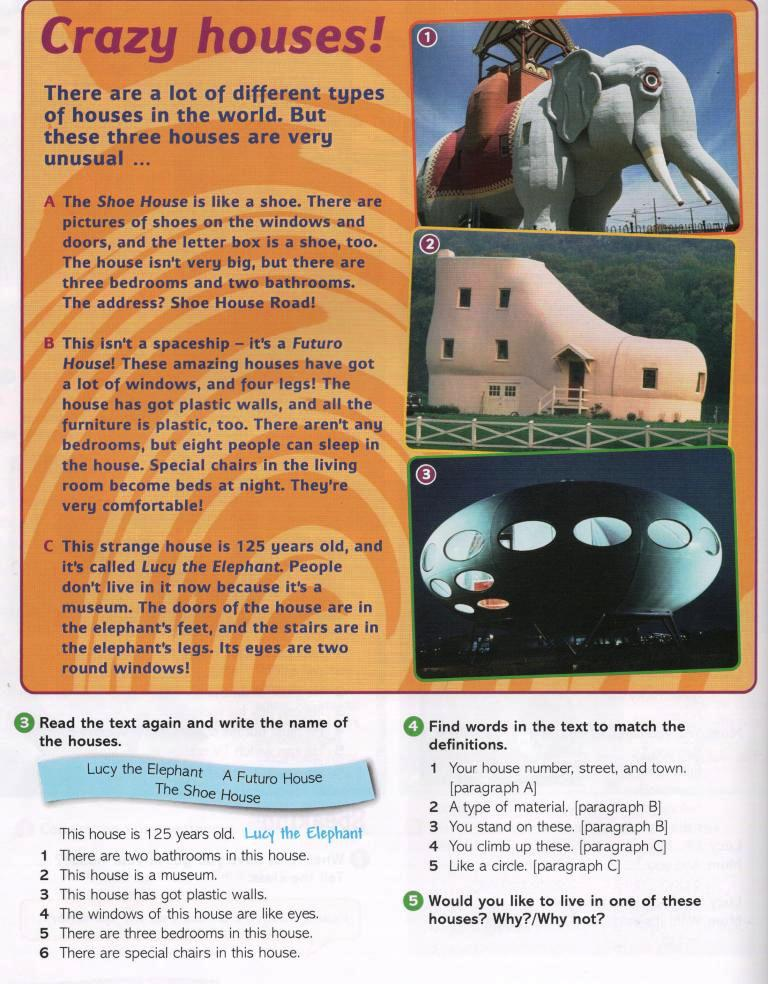 Crazy houses!
There are a lot of different types
of houses in the world. But
these three houses are very
unusual ...
A The Shoe House is like a shoe. There are
pictures of shoes on the windows and
doors, and the letter box is a shoe, too.
The house isn't very big, but there are
three bedrooms and two bathrooms.
The address? Shoe House Road!
B This isn't a spaceship – it's a Futuro
House! These amazing houses have got
a lot of windows, and four legs! The
house has got plastic walls, and all the
furniture is plastic, too. There aren't any
bedrooms, but eight people can sleep in
the house. Special chairs in the living
room become beds at night. They're
very comfortable!
C This strange house is 125 years old, and
it's called Lucy the Elephant. People
don't live in it now because it's a
museum. The doors of the house are in
the elephant's feet, and the stairs are in
the elephant's legs. Its eyes are two
round windows!
1
2
3
3 Read the text again and write the name of
the houses.
Lucy the Elephant A Futuro House
The Shoe House
This house is 125 years old. Lucy the Elephant
1 There are two bathrooms in this house.
2 This house is a museum.
3 This house has got plastic walls.
4 The windows of this house are like eyes.
5 There are three bedrooms in this house.
6 There are special chairs in this house.
4 Find words in the text to match the
definitions.
1 Your house number, street, and town.
[paragraph A]
2 A type of material. [paragraph B]
3 You stand on these. [paragraph B]
4 You climb up these. [paragraph C]
5 Like a circle. [paragraph C]
5 Would you like to live in one of these
houses? Why?/Why not?